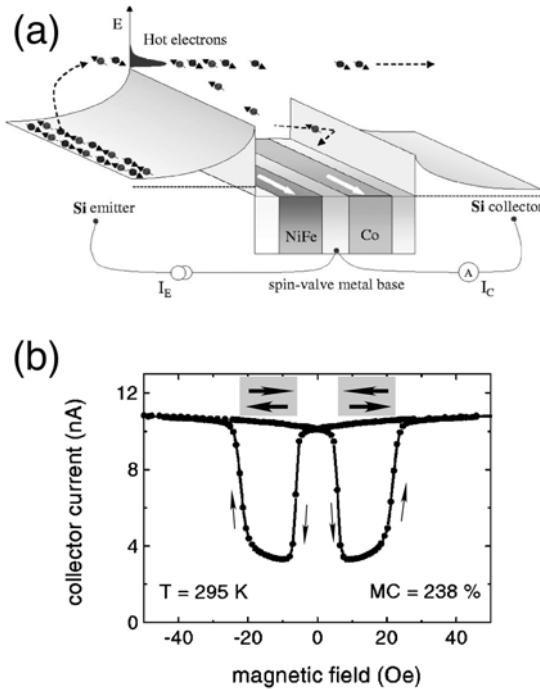 (a)
E
Hot electrons
Si emitter
Si collector
NiFe
Co
I_E
spin-valve metal base
A
I_C
(b)
collector current (nA)
12
8
4
0
T = 295 K
MC = 238 %
-40
-20
0
20
40
magnetic field (Oe)